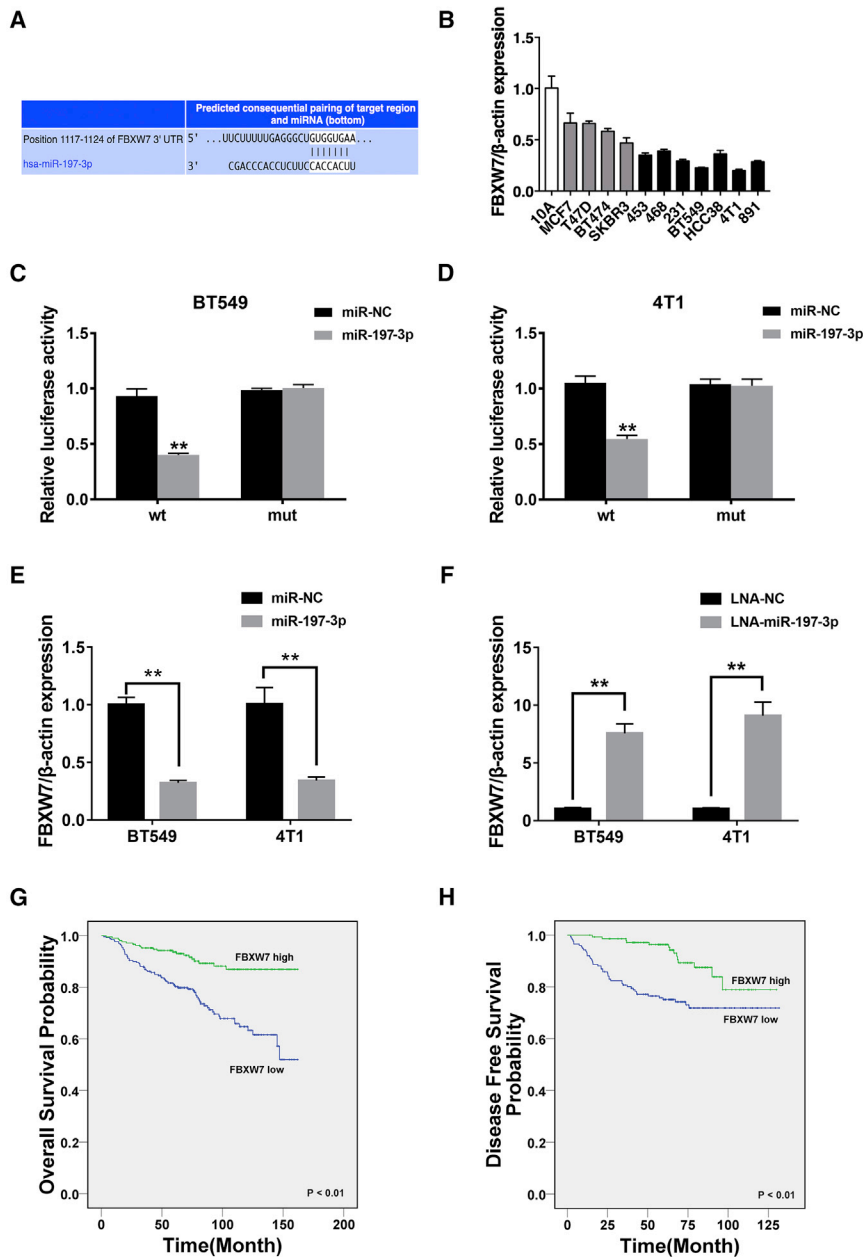 A
Predicted consequential pairing of target region
and miRNA (bottom)
Position 1117-1124 of FBXW7 3' UTR 5' ...UUCUUUUUGAGGGCUGUGGUGAA...
hsa-miR-197-3p 3' CGACCCACCUCUUCCACCACUU
B
FBXW7/β-actin expression
1.5
1.0
0.5
0.0
10A MCF7 T47D BT474 SKBR3 453 468 231 BT549 HCC38 4T1 891
C
BT549
miR-NC
miR-197-3p
Relative luciferase activity
1.5
1.0
0.5
0.0
**
wt mut
D
4T1
miR-NC
miR-197-3p
Relative luciferase activity
1.5
1.0
0.5
0.0
**
wt mut
E
miR-NC
miR-197-3p
FBXW7/β-actin expression
1.5
1.0
0.5
0.0
** **
BT549 4T1
F
LNA-NC
LNA-miR-197-3p
FBXW7/β-actin expression
15
10
5
0
** **
BT549 4T1
G
Overall Survival Probability
1.0
0.8
0.6
0.4
0.2
0.0
FBXW7 high
FBXW7 low
P < 0.01
0 50 100 150 200
Time(Month)
H
Disease Free Survival
Probability
1.0
0.8
0.6
0.4
0.2
0.0
FBXW7 high
FBXW7 low
P < 0.01
0 25 50 75 100 125
Time(Month)